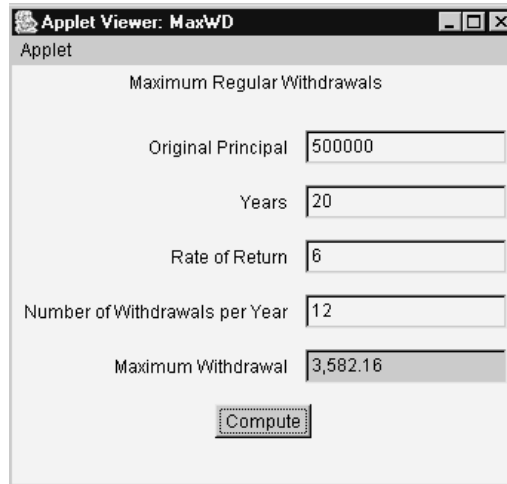 Applet Viewer: MaxWD
Applet
Maximum Regular Withdrawals
Original Principal 500000
Years 20
Rate of Return 6
Number of Withdrawals per Year 12
Maximum Withdrawal 3,582.16
Compute